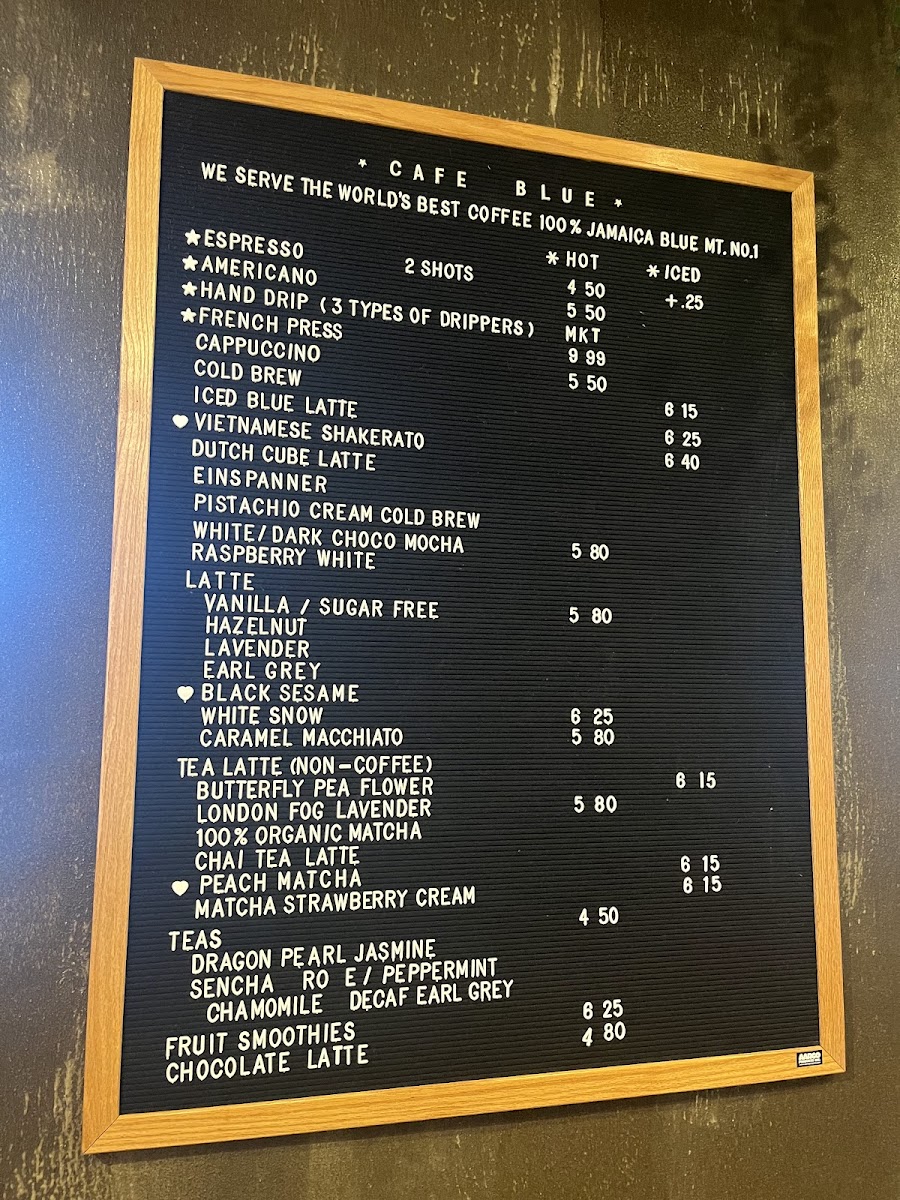 * CAFE BLUE *
WE SERVE THE WORLD'S BEST COFFEE 100% JAMAICA BLUE MT. NO.1
* HOT * ICED
★ESPRESSO 2 SHOTS 4 50 +.25
★AMERICANO 5 50
★HAND DRIP (3 TYPES OF DRIPPERS) MKT
★FRENCH PRESS 9 99
CAPPUCCINO 5 50
COLD BREW 6 15
ICED BLUE LATTE 6 25
♥ VIETNAMESE SHAKERATO 6 40
DUTCH CUBE LATTE
EINSPANNER
PISTACHIO CREAM COLD BREW
WHITE/DARK CHOCO MOCHA 5 80
RASPBERRY WHITE
LATTE
VANILLA / SUGAR FREE 5 80
HAZELNUT
LAVENDER
EARL GREY
♥ BLACK SESAME
WHITE SNOW 6 25
CARAMEL MACCHIATO 5 80
TEA LATTE (NON-COFFEE)
BUTTERFLY PEA FLOWER 6 15
LONDON FOG LAVENDER 5 80
100% ORGANIC MATCHA
CHAI TEA LATTE
♥ PEACH MATCHA 6 15
MATCHA STRAWBERRY CREAM 6 15
TEAS 4 50
DRAGON PEARL JASMINE
SENCHA RO E/ PEPPERMINT
CHAMOMILE DECAF EARL GREY
FRUIT SMOOTHIES 6 25
CHOCOLATE LATTE 4 80